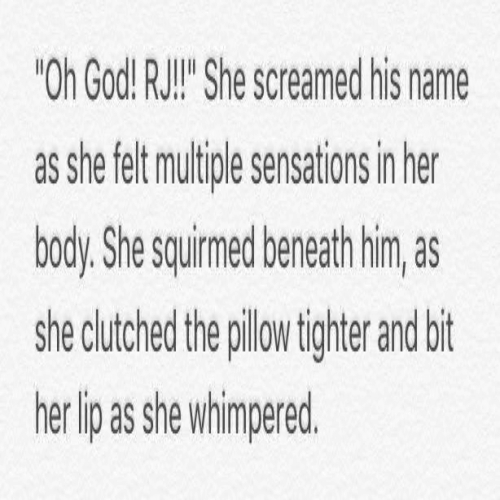 "Oh God! RJ!!" She screamed his name
as she felt multiple sensations in her
body. She squirmed beneath him, as
she clutched the pillow tighter and bit
her lip as she whimpered.